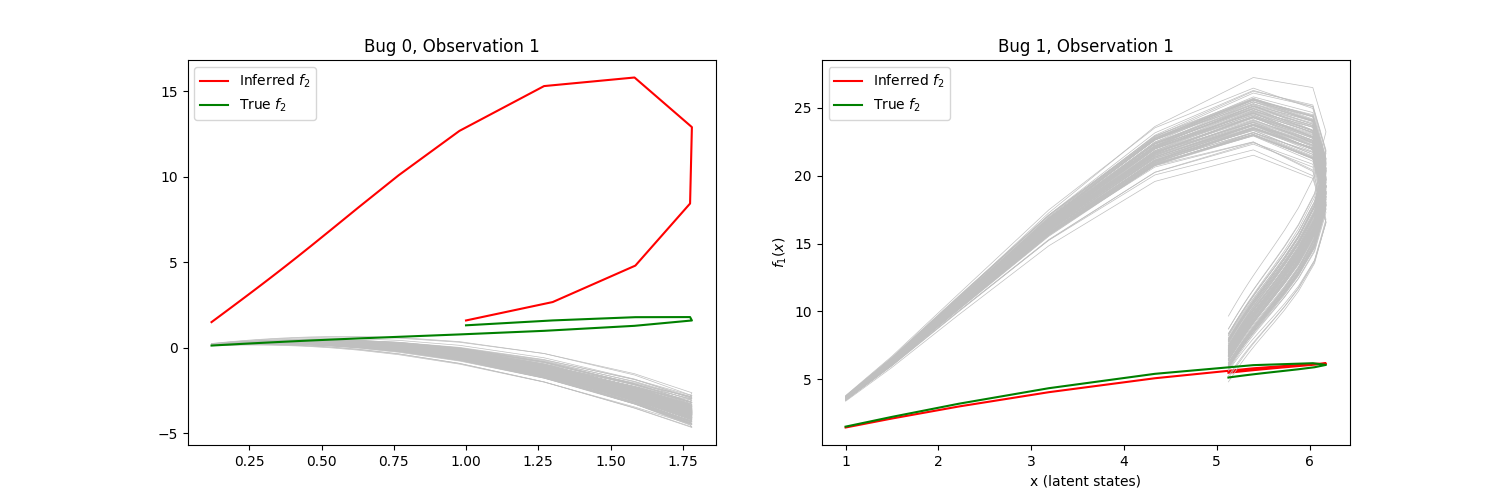 Bug 0, Observation 1
Inferred f₂
True f₂
15
10
5
0
−5
0.25 0.50 0.75 1.00 1.25 1.50 1.75
Bug 1, Observation 1
Inferred f₂
True f₂
f₁(x)
25
20
15
10
5
1 2 3 4 5 6
x (latent states)